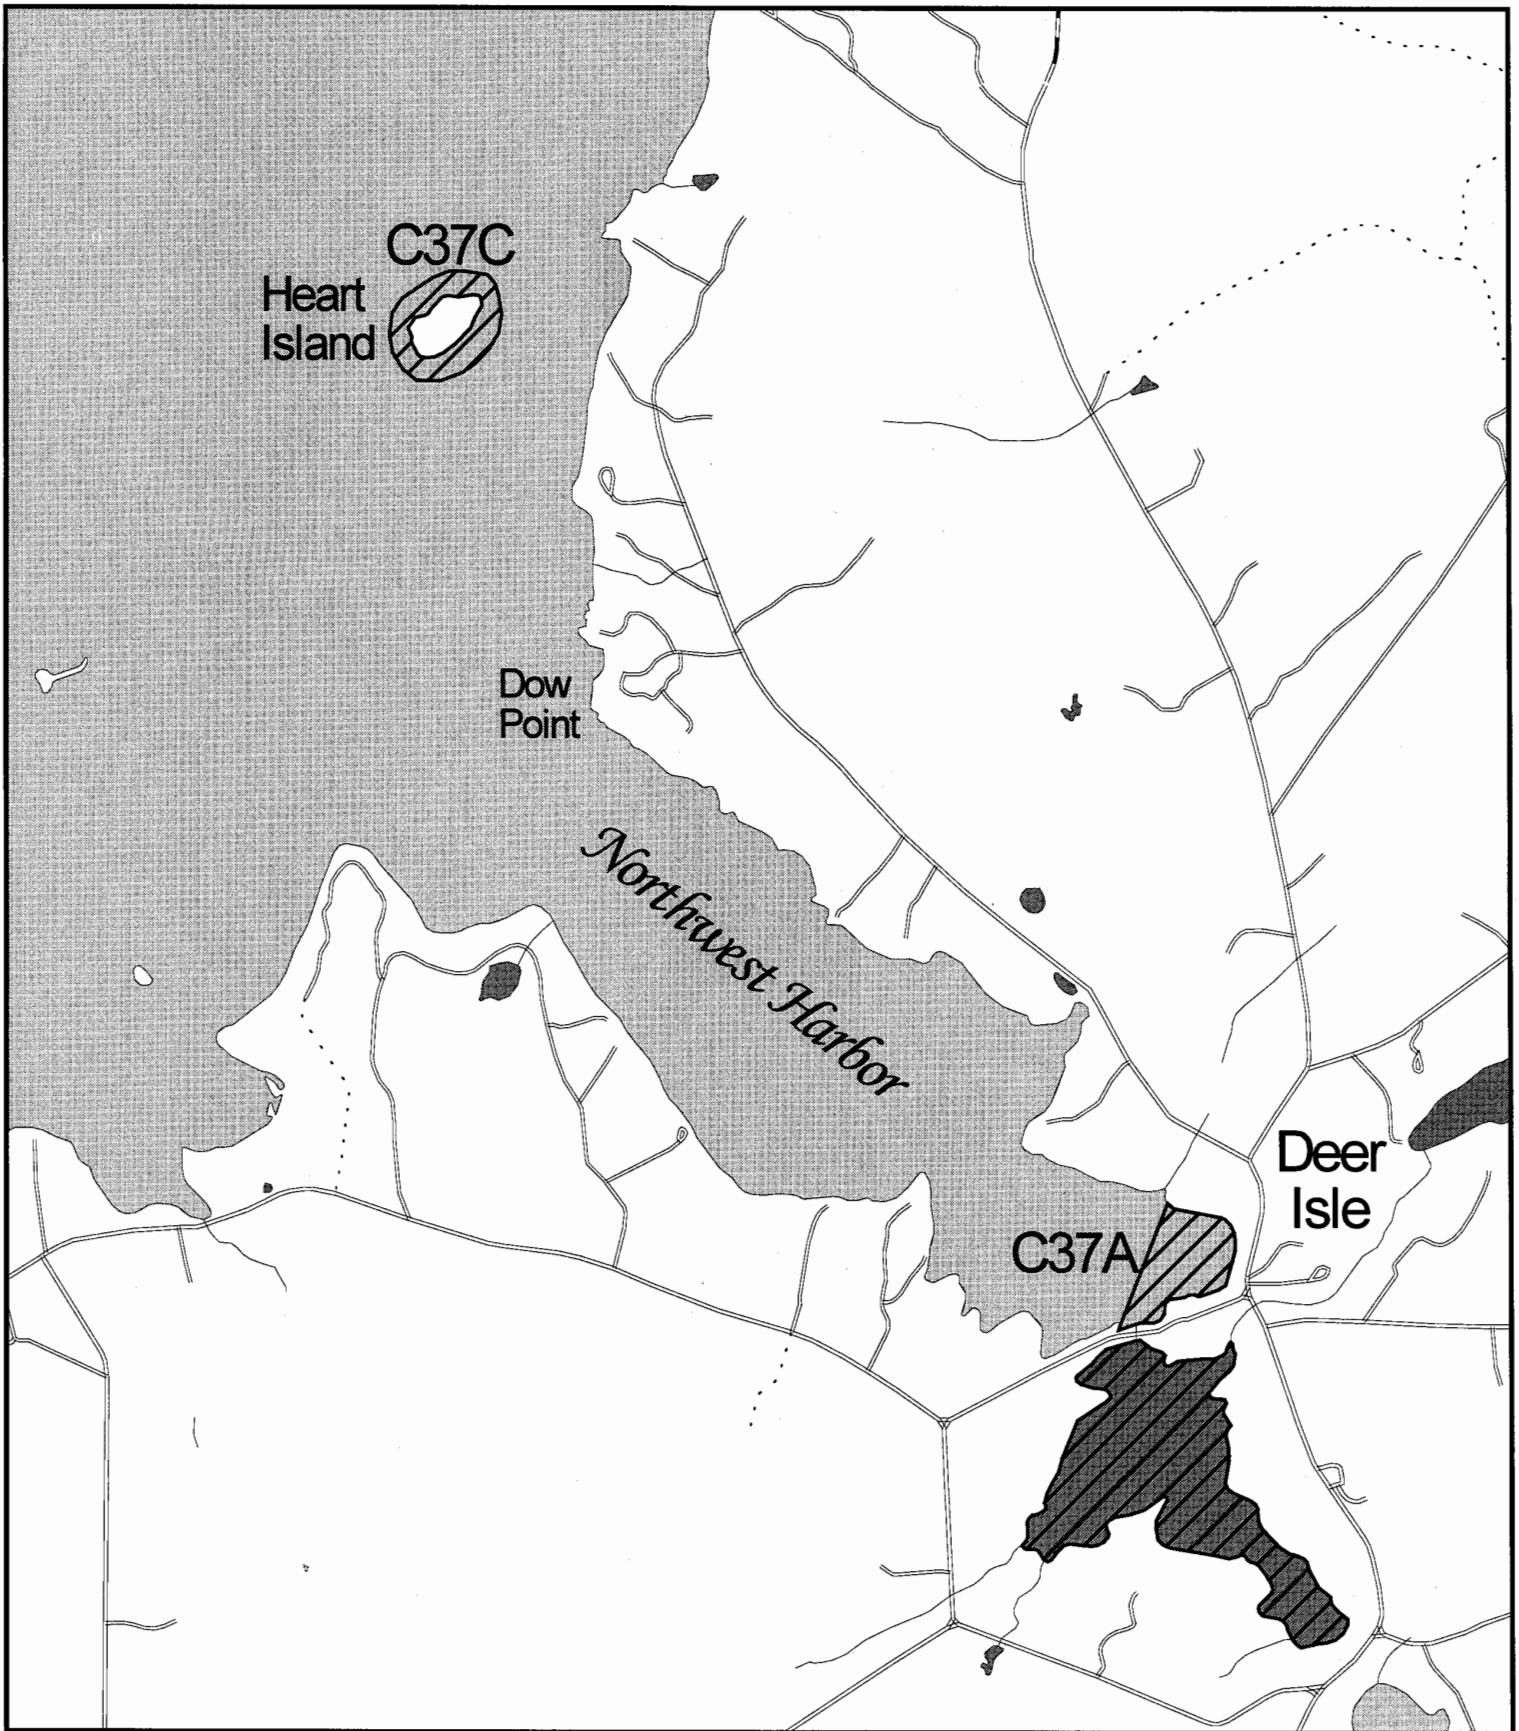 C37C
Heart
Island
Dow
Point
Northwest Harbor
Deer
Isle
C37A